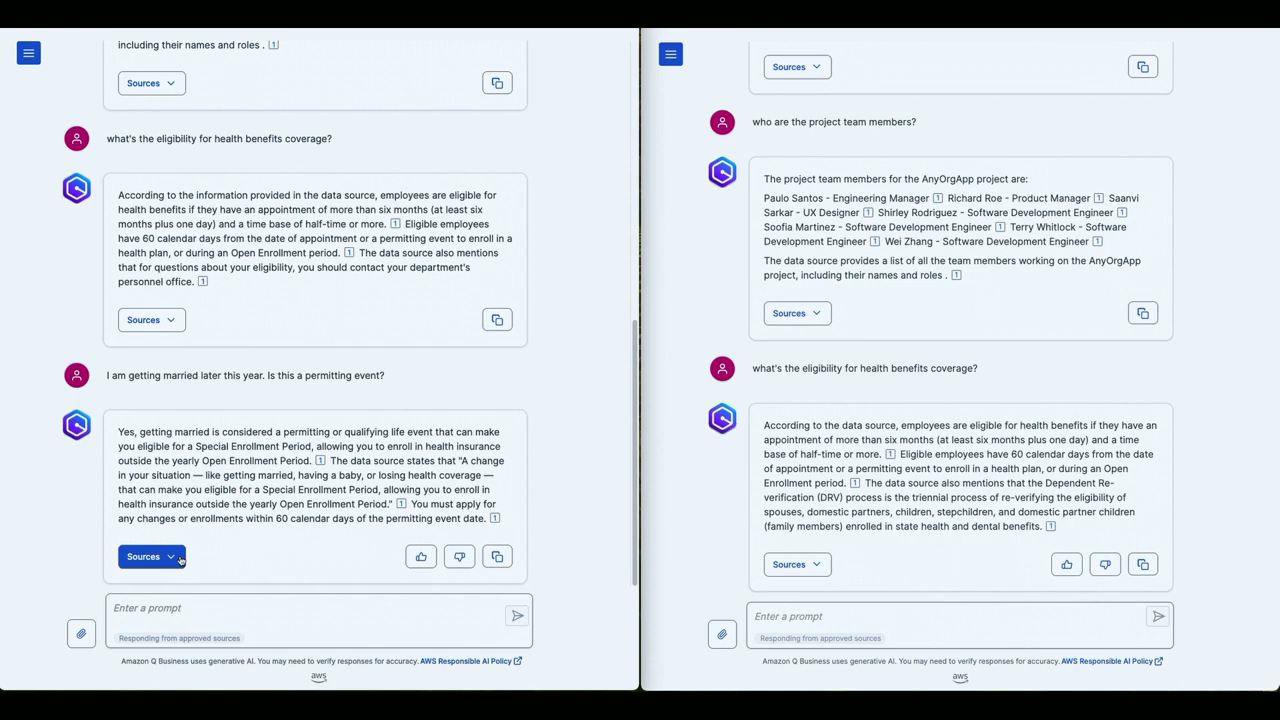 including their names and roles . 1
Sources
what's the eligibility for health benefits coverage?
According to the information provided in the data source, employees are eligible for
health benefits if they have an appointment of more than six months (at least six
months plus one day) and a time base of half-time or more. 1 Eligible employees
have 60 calendar days from the date of appointment or a permitting event to enroll in a
health plan, or during an Open Enrollment period. 1 The data source also mentions
that for questions about your eligibility, you should contact your department's
personnel office. 1
Sources
I am getting married later this year. Is this a permitting event?
Yes, getting married is considered a permitting or qualifying life event that can make
you eligible for a Special Enrollment Period, allowing you to enroll in health insurance
outside the yearly Open Enrollment Period. 1 The data source states that "A change
in your situation — like getting married, having a baby, or losing health coverage —
that can make you eligible for a Special Enrollment Period, allowing you to enroll in
health insurance outside the yearly Open Enrollment Period." 1 You must apply for
any changes or enrollments within 60 calendar days of the permitting event date. 1
Sources
Enter a prompt
Responding from approved sources
Amazon Q Business uses generative AI. You may need to verify responses for accuracy. AWS Responsible AI Policy
aws
Sources
who are the project team members?
The project team members for the AnyOrgApp project are:
Paulo Santos - Engineering Manager 1 Richard Roe - Product Manager 1 Saanvi
Sarkar - UX Designer 1 Shirley Rodriguez - Software Development Engineer 1
Soofia Martinez - Software Development Engineer 1 Terry Whitlock - Software
Development Engineer 1 Wei Zhang - Software Development Engineer 1
The data source provides a list of all the team members working on the AnyOrgApp
project, including their names and roles . 1
Sources
what's the eligibility for health benefits coverage?
According to the data source, employees are eligible for health benefits if they have an
appointment of more than six months (at least six months plus one day) and a time
base of half-time or more. 1 Eligible employees have 60 calendar days from the date
of appointment or a permitting event to enroll in a health plan, or during an Open
Enrollment period. 1 The data source also mentions that the Dependent Re-
verification (DRV) process is the triennial process of re-verifying the eligibility of
spouses, domestic partners, children, stepchildren, and domestic partner children
(family members) enrolled in state health and dental benefits. 1
Sources
Enter a prompt
Responding from approved sources
Amazon Q Business uses generative AI. You may need to verify responses for accuracy. AWS Responsible AI Policy
aws